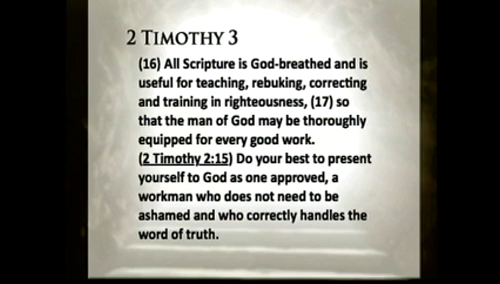 2 TIMOTHY 3
(16) All Scripture is God-breathed and is
useful for teaching, rebuking, correcting
and training in righteousness, (17) so
that the man of God may be thoroughly
equipped for every good work.
(2 Timothy 2:15) Do your best to present
yourself to God as one approved, a
workman who does not need to be
ashamed and who correctly handles the
word of truth.